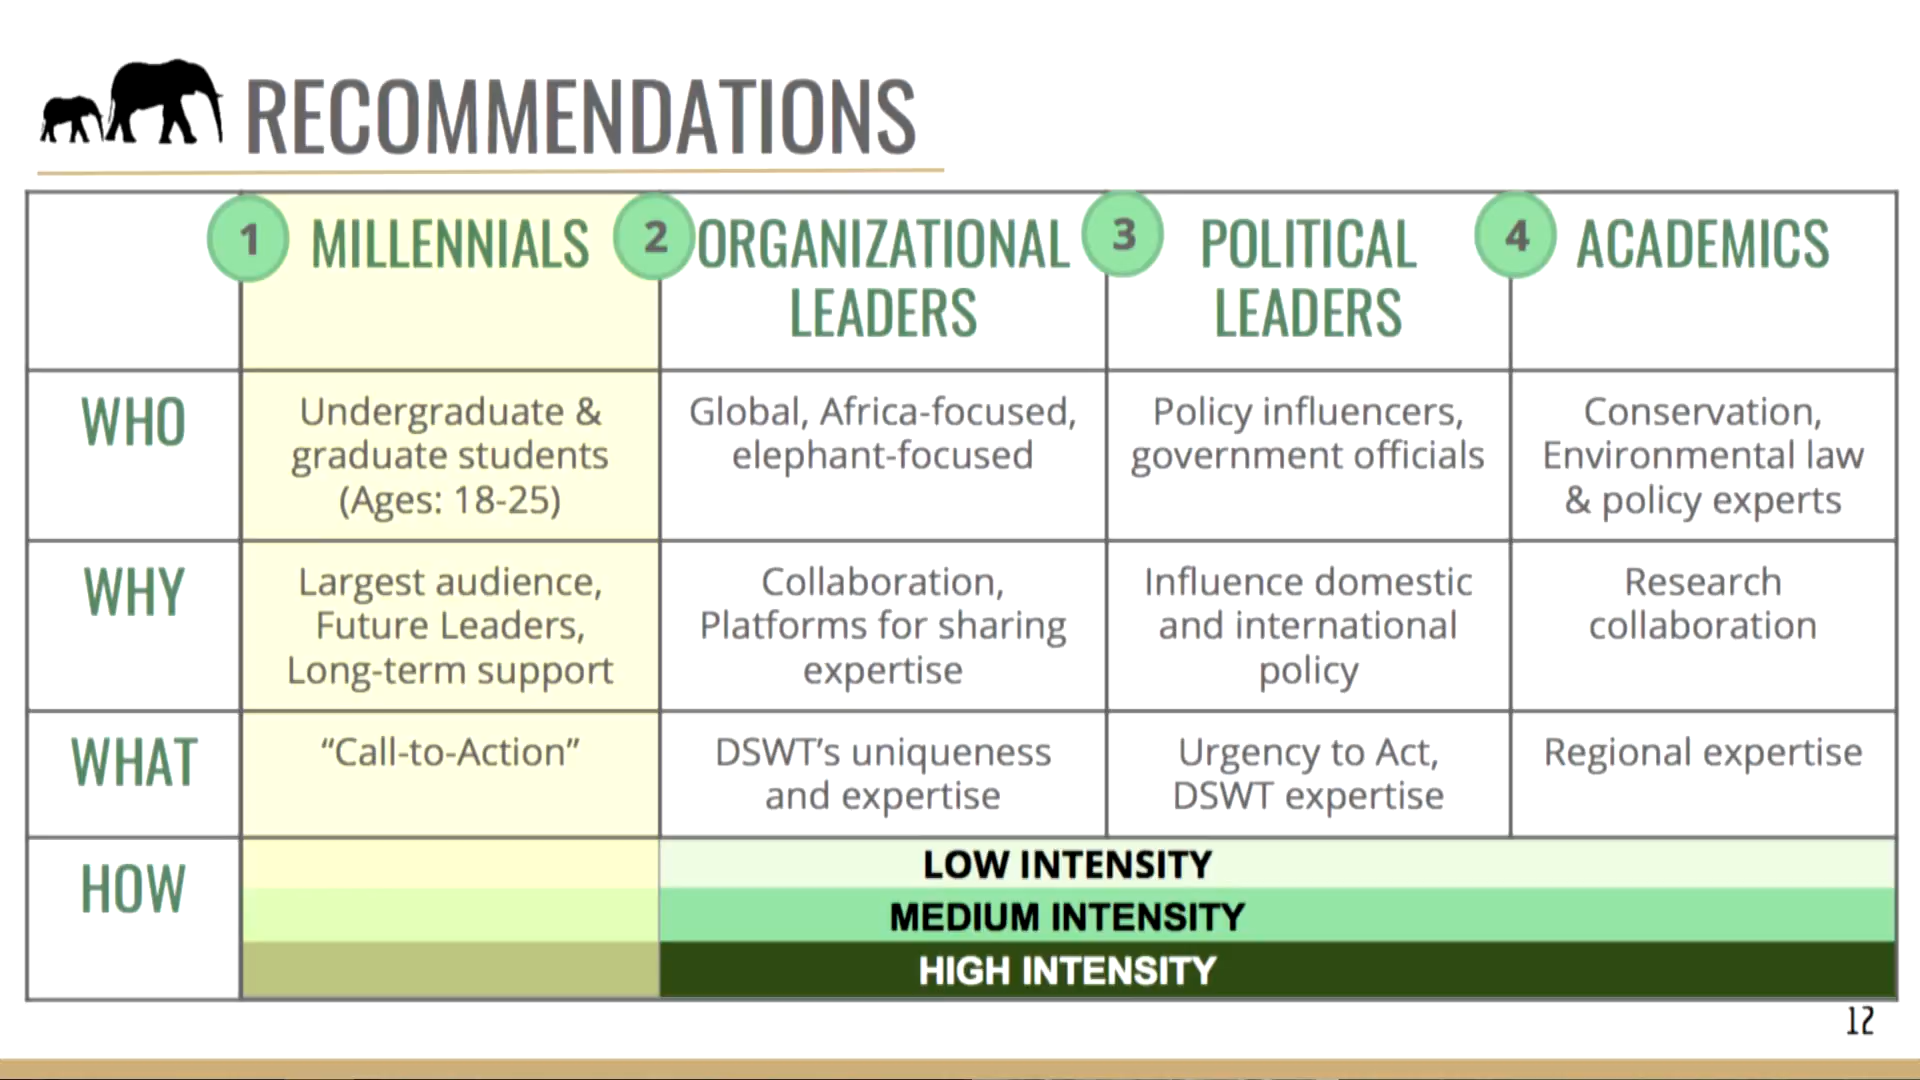 RECOMMENDATIONS
1 MILLENNIALS
2 ORGANIZATIONAL
LEADERS
3 POLITICAL
LEADERS
4 ACADEMICS
WHO
Undergraduate &
graduate students
(Ages: 18-25)
Global, Africa-focused,
elephant-focused
Policy influencers,
government officials
Conservation,
Environmental law
& policy experts
WHY
Largest audience,
Future Leaders,
Long-term support
Collaboration,
Platforms for sharing
expertise
Influence domestic
and international
policy
Research
collaboration
WHAT
“Call-to-Action”
DSWT’s uniqueness
and expertise
Urgency to Act,
DSWT expertise
Regional expertise
HOW
LOW INTENSITY
MEDIUM INTENSITY
HIGH INTENSITY
12